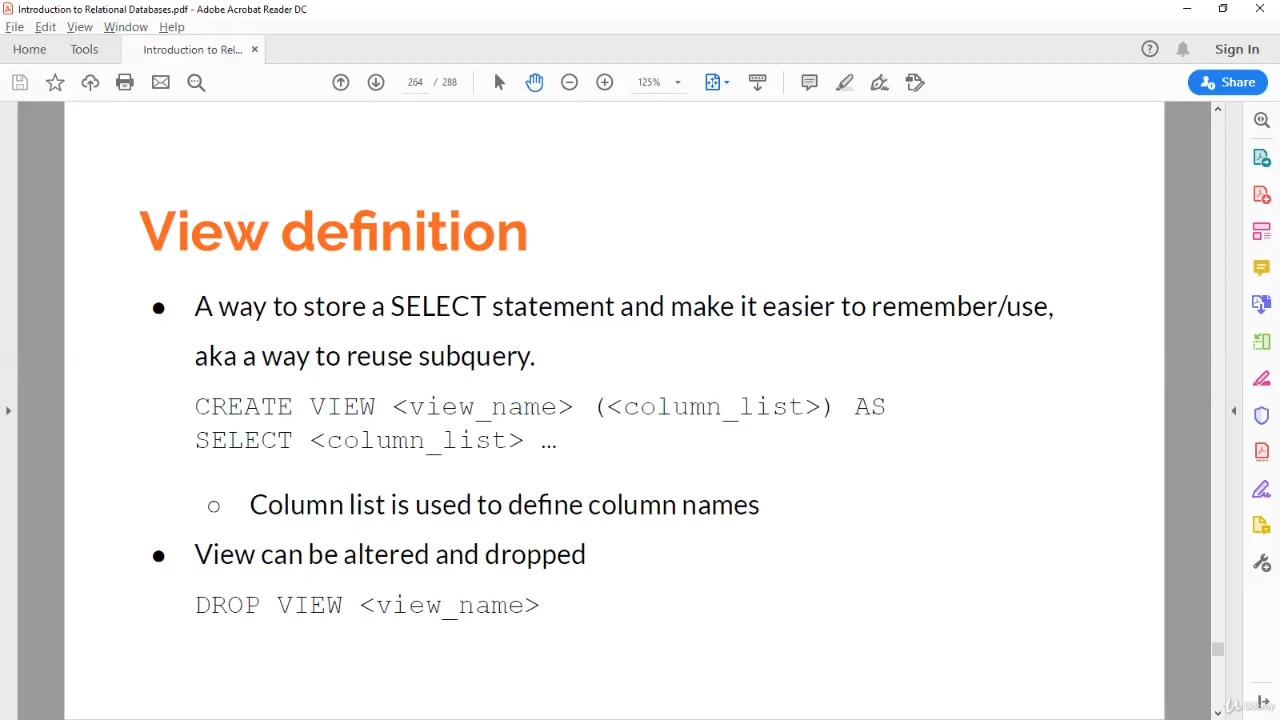 Introduction to Relational Databases.pdf - Adobe Acrobat Reader DC
File Edit View Window Help
Home Tools Introduction to Rel... × Sign In
264 / 288 125% Share
View definition
● A way to store a SELECT statement and make it easier to remember/use,
aka a way to reuse subquery.
CREATE VIEW <view_name> (<column_list>) AS
SELECT <column_list> …
○ Column list is used to define column names
● View can be altered and dropped
DROP VIEW <view_name>
Udemy